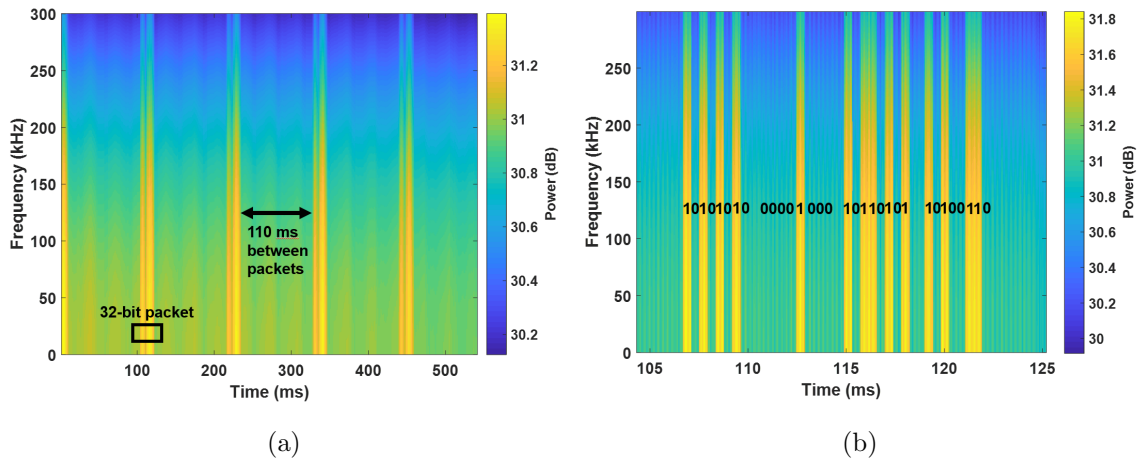 Frequency (kHz)
300
250
200
150
100
50
0
110 ms
between
packets
32-bit packet
100 200 300 400 500
Time (ms)
31.2
31
30.8
30.6
30.4
30.2
Power (dB)
(a)
Frequency (kHz)
250
200
150
100
50
0
10101010 00001000 10110101 10100110
105 110 115 120 125
Time (ms)
31.8
31.6
31.4
31.2
31
30.8
30.6
30.4
30.2
30
Power (dB)
(b)